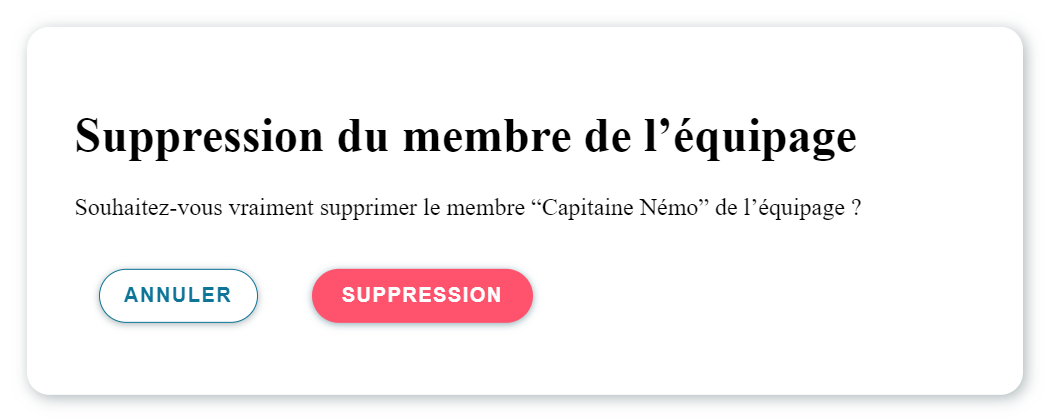 Suppression du membre de l’équipage
Souhaitez-vous vraiment supprimer le membre “Capitaine Némo” de l’équipage ?
ANNULER
SUPPRESSION